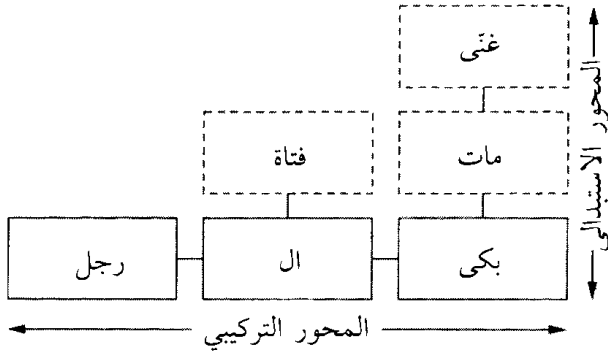 غنّى
فتاة
مات
بكى
ال
رجل
المحور التركيبي
المحور الاستبدالي